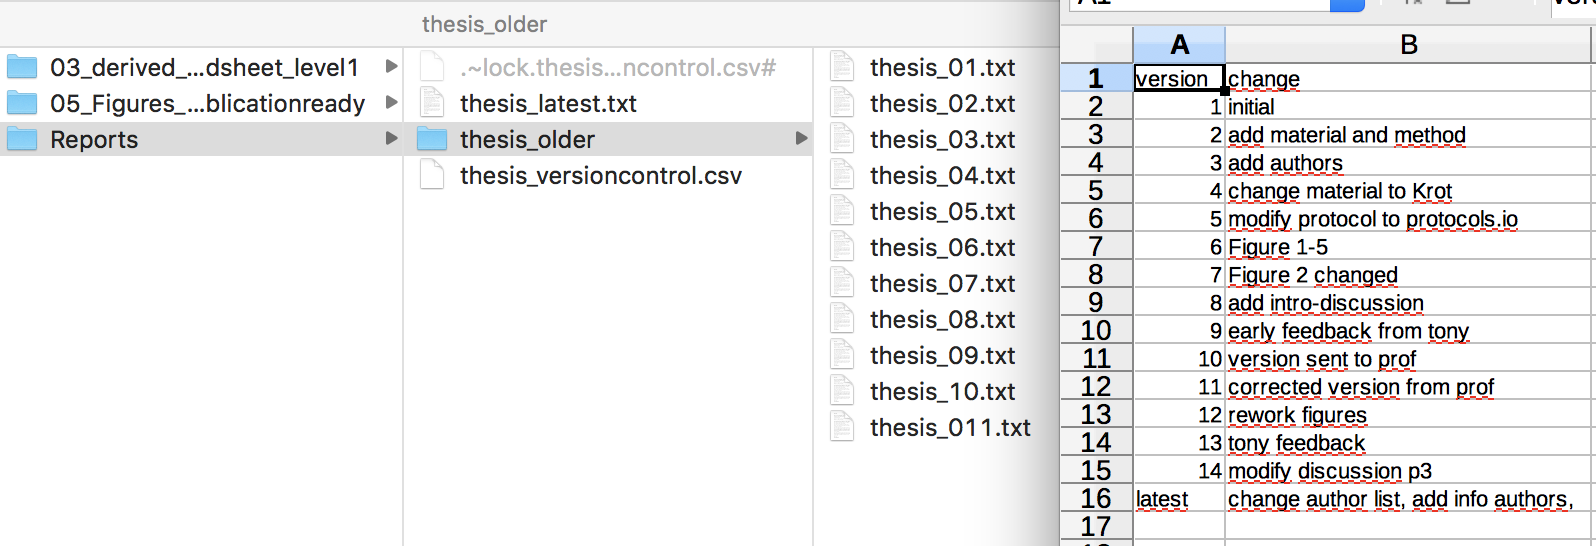 thesis_older
03_derived_...dsheet_level1
05_Figures_...blicationready
Reports
.~lock.thesis...ncontrol.csv#
thesis_latest.txt
thesis_older
thesis_versioncontrol.csv
thesis_01.txt
thesis_02.txt
thesis_03.txt
thesis_04.txt
thesis_05.txt
thesis_06.txt
thesis_07.txt
thesis_08.txt
thesis_09.txt
thesis_10.txt
thesis_011.txt
A B
1 version change
2 1 initial
3 2 add material and method
4 3 add authors
5 4 change material to Krot
6 5 modify protocol to protocols.io
7 6 Figure 1-5
8 7 Figure 2 changed
9 8 add intro-discussion
10 9 early feedback from tony
11 10 version sent to prof
12 11 corrected version from prof
13 12 rework figures
14 13 tony feedback
15 14 modify discussion p3
16 latest change author list, add info authors,
17